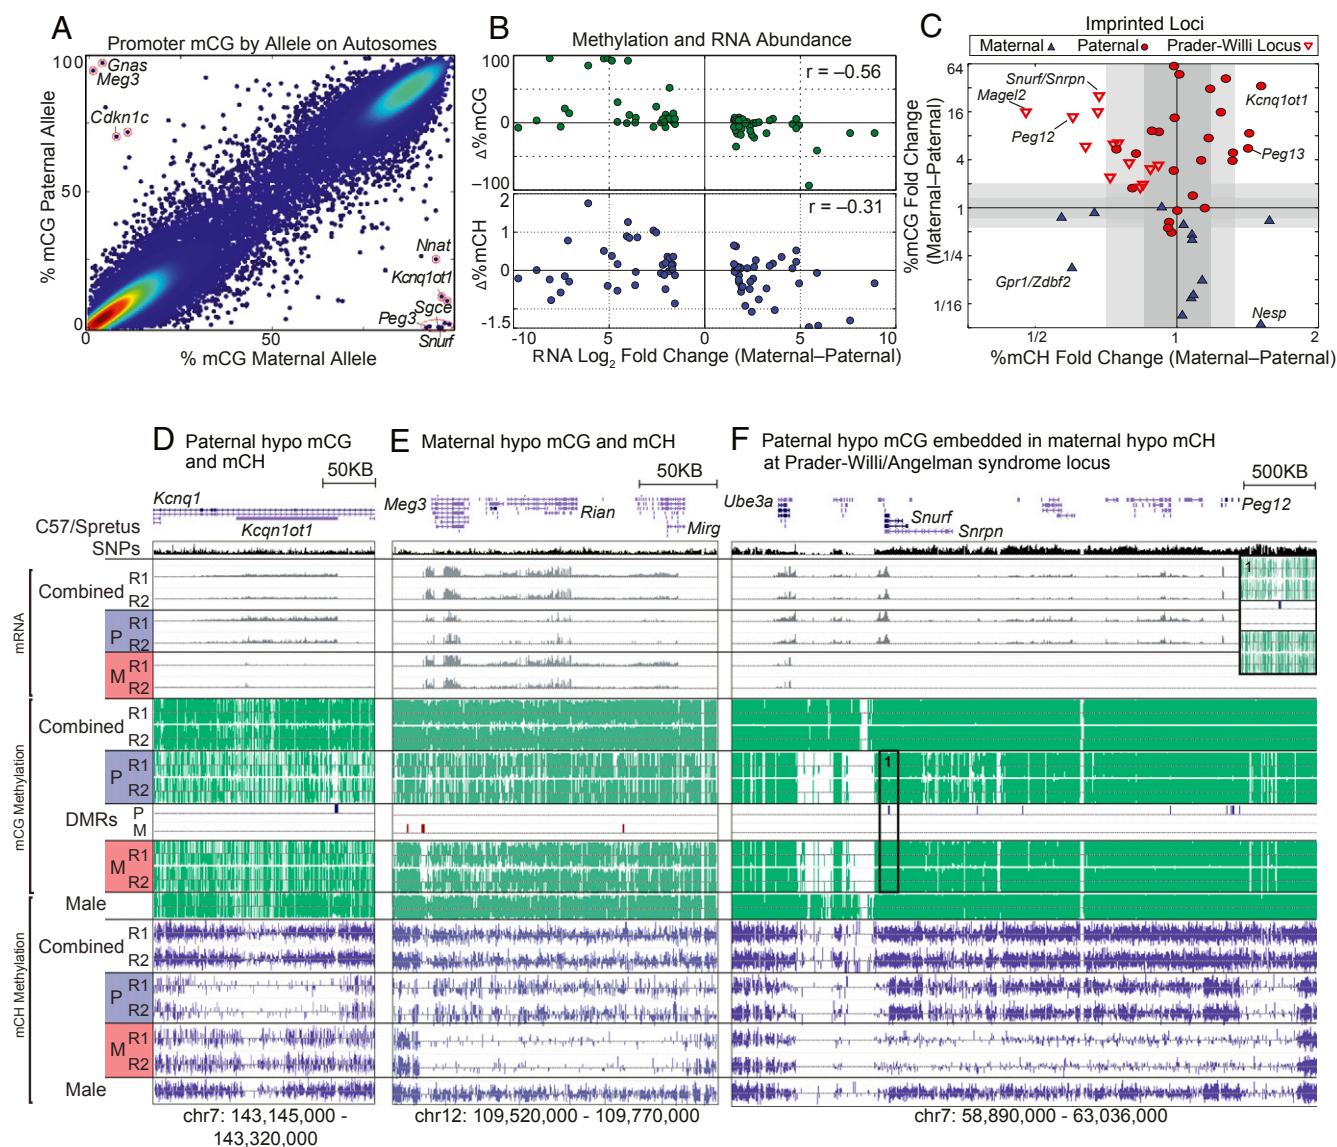 A
Promoter mCG by Allele on Autosomes
100
50
0
% mCG Paternal Allele
Gnas
Meg3
Cdkn1c
Nnat
Kcnq1ot1
Sgce
Peg3
Snurf
0
50
100
% mCG Maternal Allele
B
Methylation and RNA Abundance
100
0
−100
Δ%mCG
r = −0.56
2
1
0
-1.5
Δ%mCH
r = −0.31
-10
5
0
5
10
RNA Log2 Fold Change (Maternal–Paternal)
C
Imprinted Loci
Maternal
Paternal
Prader-Willi Locus
64
16
4
1
1/4
1/16
%mCG Fold Change
(Maternal–Paternal)
Snurf/Snrpn
Magel2
Peg12
Kcnq1ot1
Peg13
Gpr1/Zdbf2
Nesp
1/2
1
2
%mCH Fold Change (Maternal–Paternal)
D
Paternal hypo mCG
and mCH
50KB
Kcnq1
Kcqn1ot1
E
Maternal hypo mCG and mCH
50KB
Meg3
Rian
Mirg
F
Paternal hypo mCG embedded in maternal hypo mCH
at Prader-Willi/Angelman syndrome locus
500KB
Ube3a
Snurf
Snrpn
Peg12
C57/Spretus
SNPs
mRNA
Combined
R1
R2
P
R1
R2
M
R1
R2
1
mCG Methylation
Combined
R1
R2
P
R1
R2
1
DMRs
P
M
M
R1
R2
Male
mCH Methylation
Combined
R1
R2
P
R1
R2
M
R1
R2
Male
chr7: 143,145,000 -
143,320,000
chr12: 109,520,000 - 109,770,000
chr7: 58,890,000 - 63,036,000